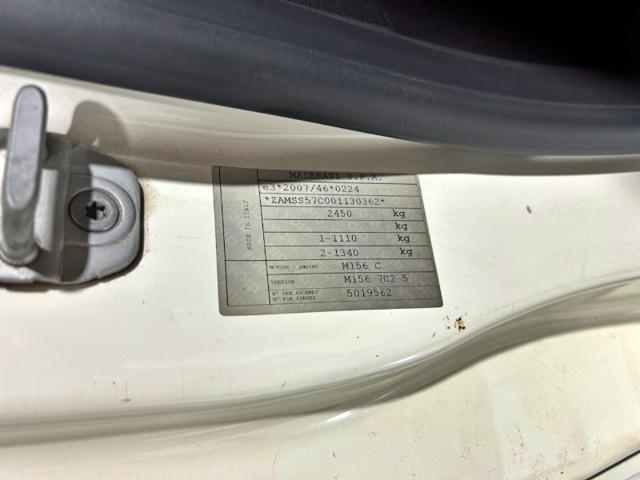 MASERATI S.P.A.
e3*2007/46*0224
*ZAMSS57C001130362*
2450 kg
kg
1-1110 kg
2-1340 kg
MOTORE - ENGINE M156 C
VERSION M156 7C2 5
N° PER RICAMBI
N° FOR SPARES 5019562
MADE IN ITALY